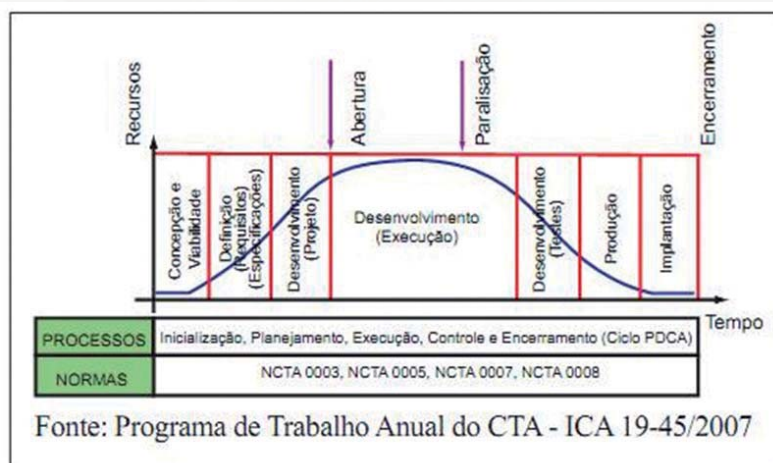 Recursos
Abertura
Paralisação
Encerramento
Concepção e
Viabilidade
Definição
(Requisitos)
(Especificações)
Desenvolvimento
(Projeto)
Desenvolvimento
(Execução)
Desenvolvimento
(Testes)
Produção
Implantação
Tempo
PROCESSOS Inicialização, Planejamento, Execução, Controle e Encerramento (Ciclo PDCA)
NORMAS NCTA 0003, NCTA 0005, NCTA 0007, NCTA 0008
Fonte: Programa de Trabalho Anual do CTA - ICA 19-45/2007